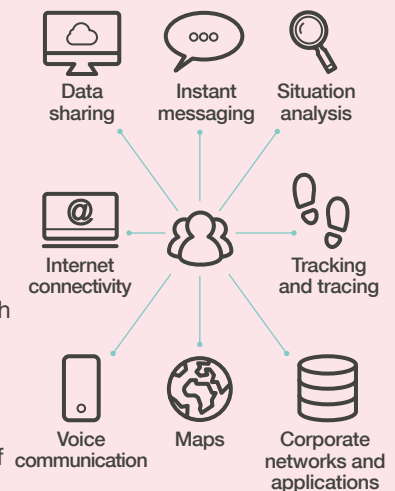 Data
sharing
Instant
messaging
Situation
analysis
@
Internet
connectivity
Tracking
and tracing
h
Voice
communication
f
Maps
Corporate
networks and
applications